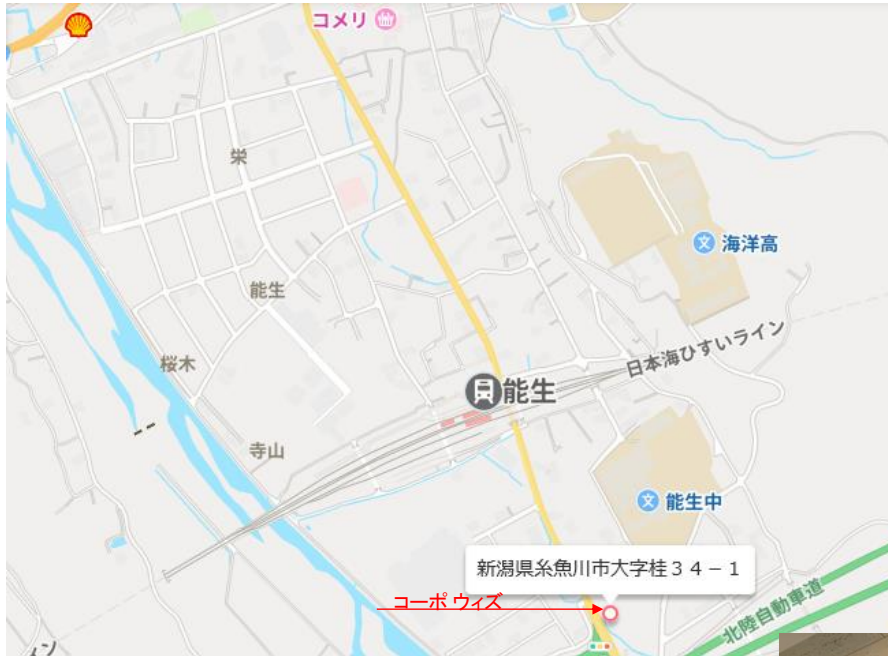 コメリ
栄
海洋高
能生
桜木
日本海ひすいライン
能生
寺山
能生中
新潟県糸魚川市大字桂３４－１
コーポ ウィズ
北陸自動車道
イン